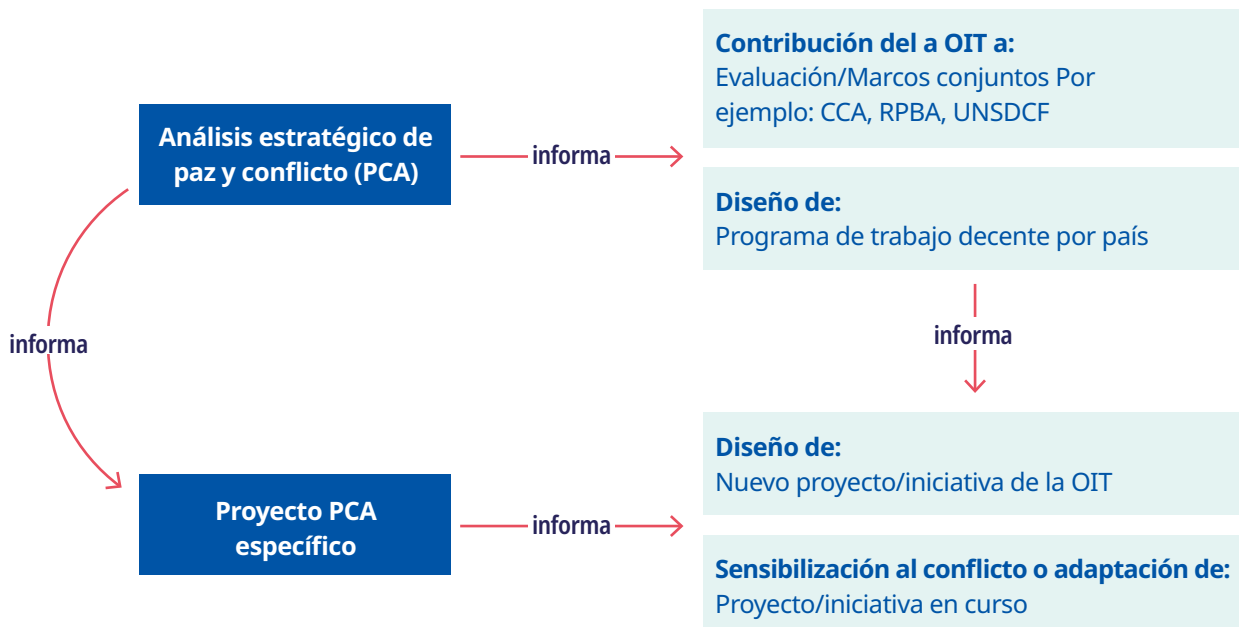 Análisis estratégico de
paz y conflicto (PCA)
informa
Contribución del a OIT a:
Evaluación/Marcos conjuntos Por
ejemplo: CCA, RPBA, UNSDCF
Diseño de:
Programa de trabajo decente por país
informa
informa
Proyecto PCA
específico
informa
Diseño de:
Nuevo proyecto/iniciativa de la OIT
Sensibilización al conflicto o adaptación de:
Proyecto/iniciativa en curso